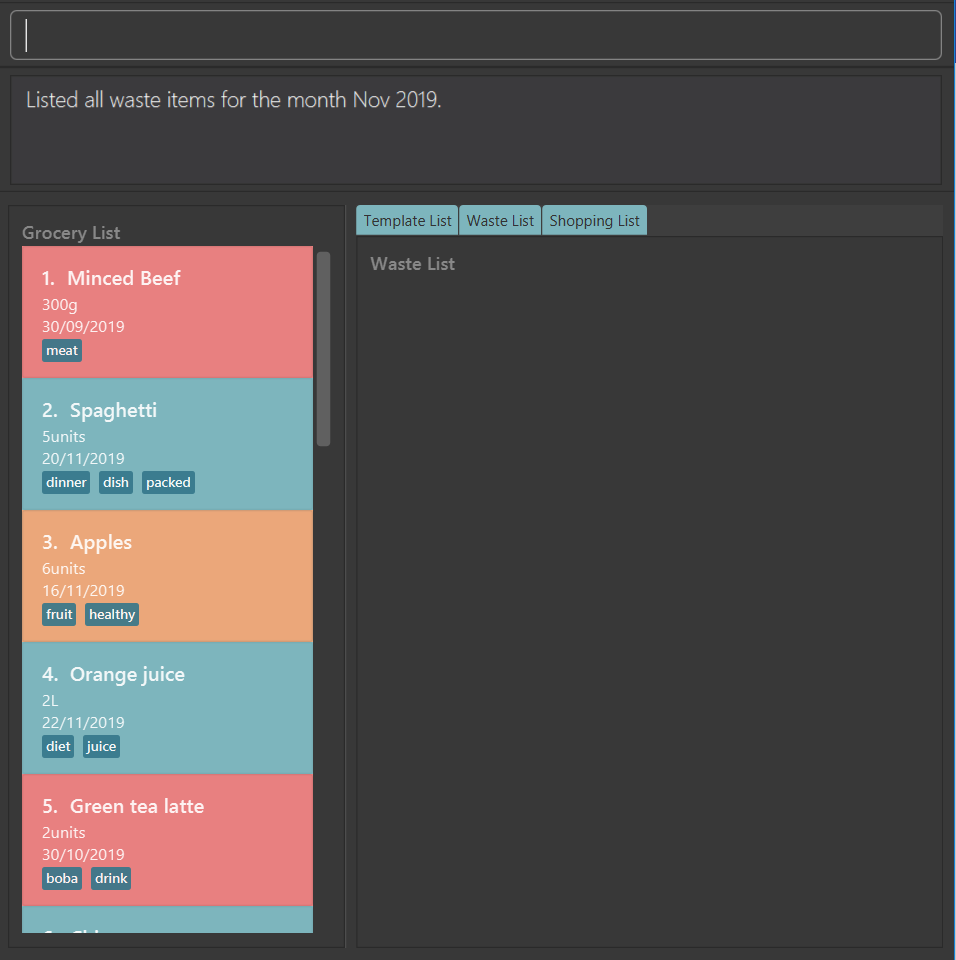 Listed all waste items for the month Nov 2019.
Grocery List
1. Minced Beef
300g
30/09/2019
meat
2. Spaghetti
5units
20/11/2019
dinner dish packed
3. Apples
6units
16/11/2019
fruit healthy
4. Orange juice
2L
22/11/2019
diet juice
5. Green tea latte
2units
30/10/2019
boba drink
Template List Waste List Shopping List
Waste List